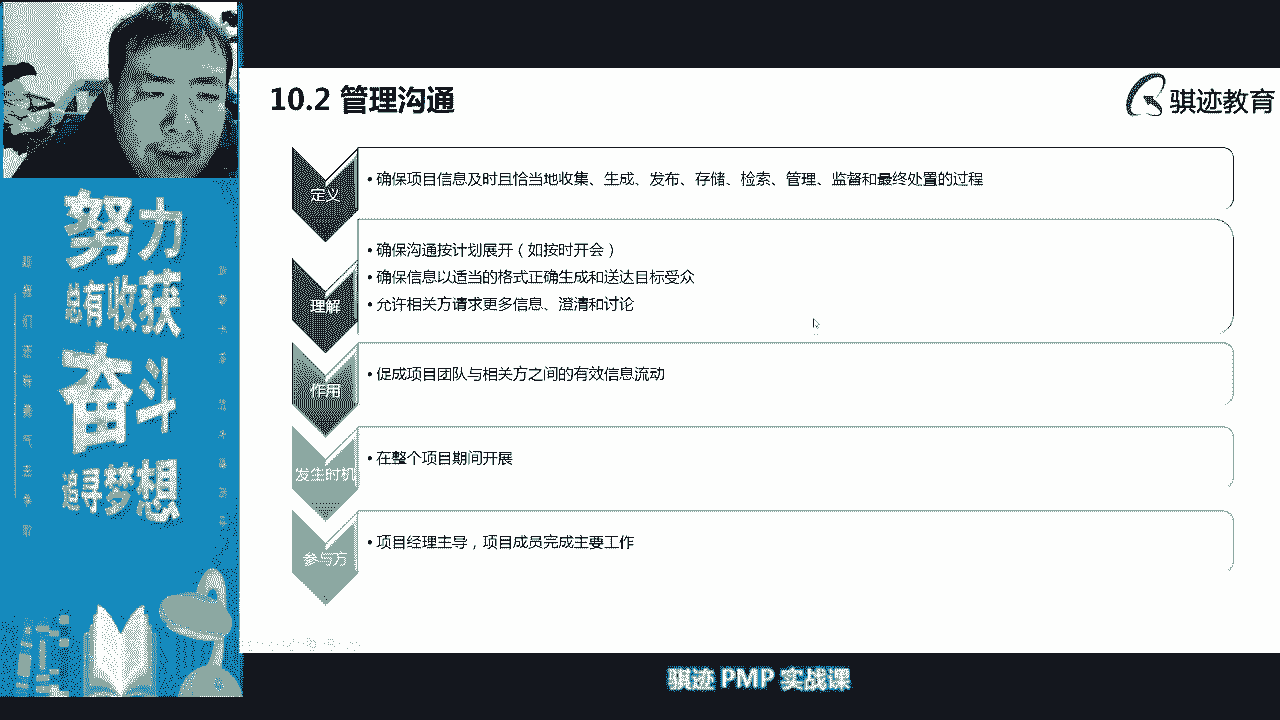 10.2 管理沟通
骐迹教育
定义
•确保项目信息及时且恰当地收集、生成、发布、存储、检索、管理、监督和最终处置的过程
理解
•确保沟通按计划展开（如按时开会）
•确保信息以适当的格式正确生成和送达目标受众
•允许相关方请求更多信息、澄清和讨论
作用
•促成项目团队与相关方之间的有效信息流动
发生时机
•在整个项目期间开展
参与方
•项目经理主导，项目成员完成主要工作
努力
总有收获
奋斗
追寻梦想
骐迹 PMP 实战课